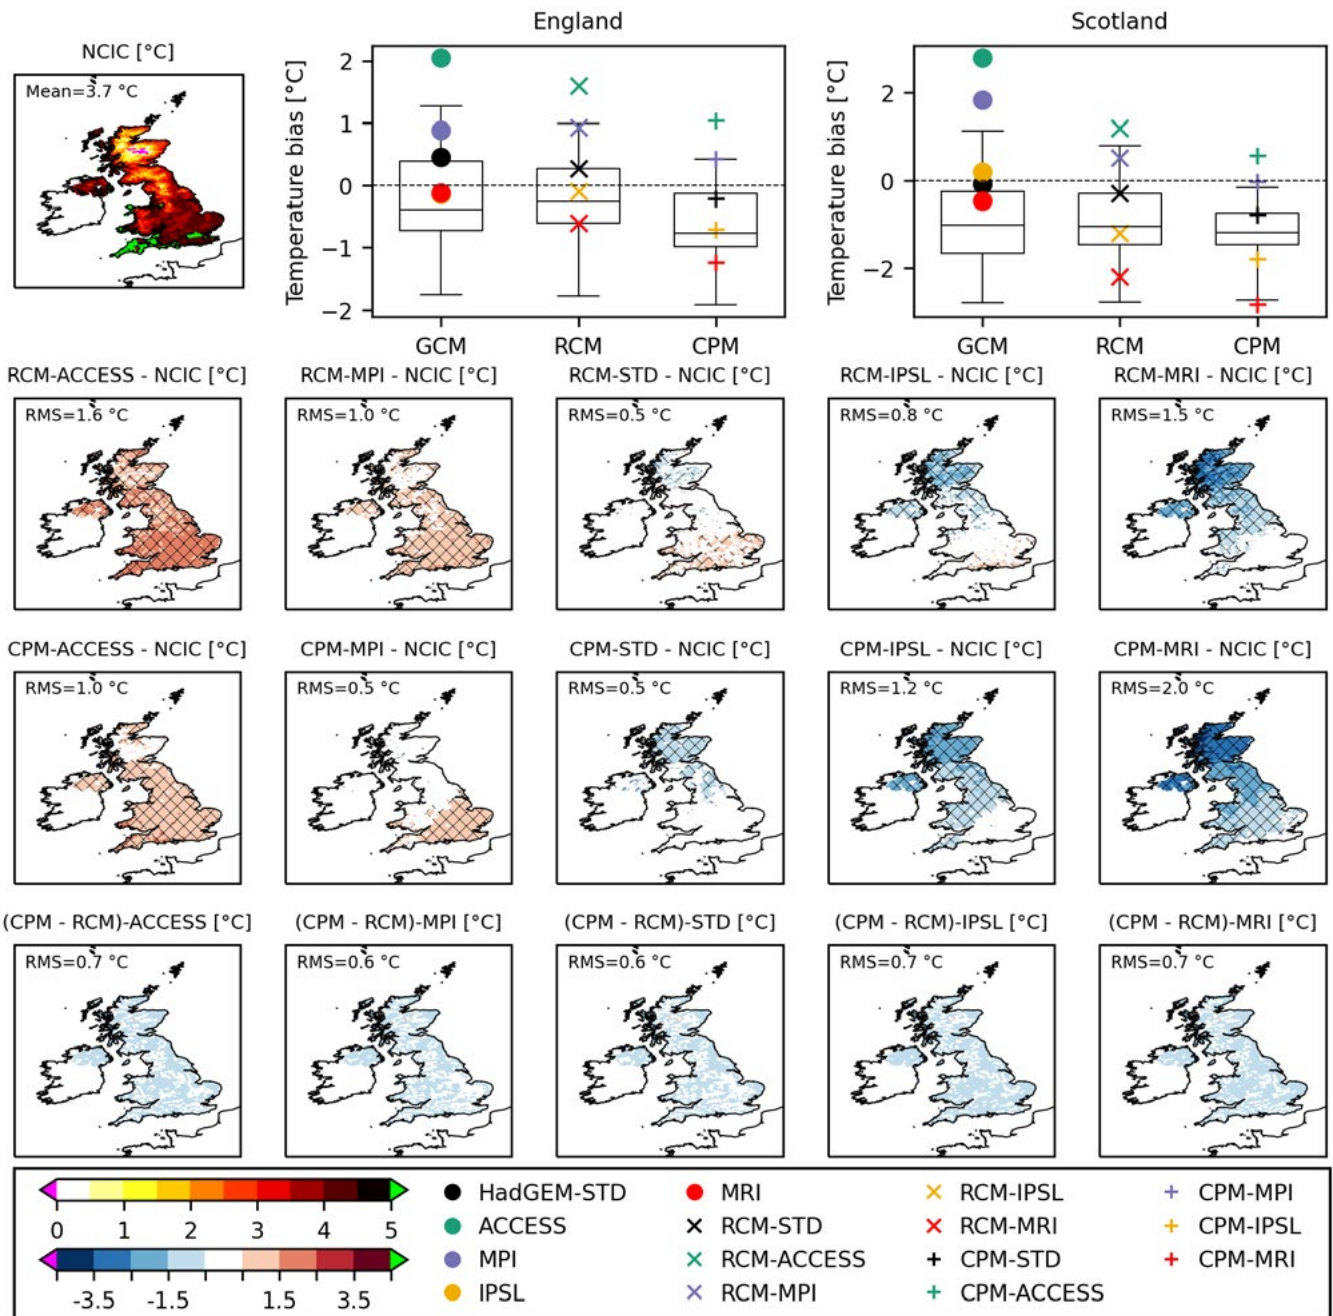 England
Scotland
NCIC [°C]
Mean=3.7 °C
Temperature bias [°C]
2
1
0
−1
−2
GCM
RCM
CPM
Temperature bias [°C]
2
0
−2
GCM
RCM
CPM
RCM-ACCESS - NCIC [°C]
RCM-MPI - NCIC [°C]
RCM-STD - NCIC [°C]
RCM-IPSL - NCIC [°C]
RCM-MRI - NCIC [°C]
RMS=1.6 °C
RMS=1.0 °C
RMS=0.5 °C
RMS=0.8 °C
RMS=1.5 °C
CPM-ACCESS - NCIC [°C]
CPM-MPI - NCIC [°C]
CPM-STD - NCIC [°C]
CPM-IPSL - NCIC [°C]
CPM-MRI - NCIC [°C]
RMS=1.0 °C
RMS=0.5 °C
RMS=0.5 °C
RMS=1.2 °C
RMS=2.0 °C
(CPM - RCM)-ACCESS [°C]
(CPM - RCM)-MPI [°C]
(CPM - RCM)-STD [°C]
(CPM - RCM)-IPSL [°C]
(CPM - RCM)-MRI [°C]
RMS=0.7 °C
RMS=0.6 °C
RMS=0.6 °C
RMS=0.7 °C
RMS=0.7 °C
0 1 2 3 4 5
-3.5 -1.5 1.5 3.5
HadGEM-STD
ACCESS
MPI
IPSL
MRI
RCM-STD
RCM-ACCESS
RCM-MPI
RCM-IPSL
RCM-MRI
CPM-STD
CPM-ACCESS
CPM-MPI
CPM-IPSL
CPM-MRI